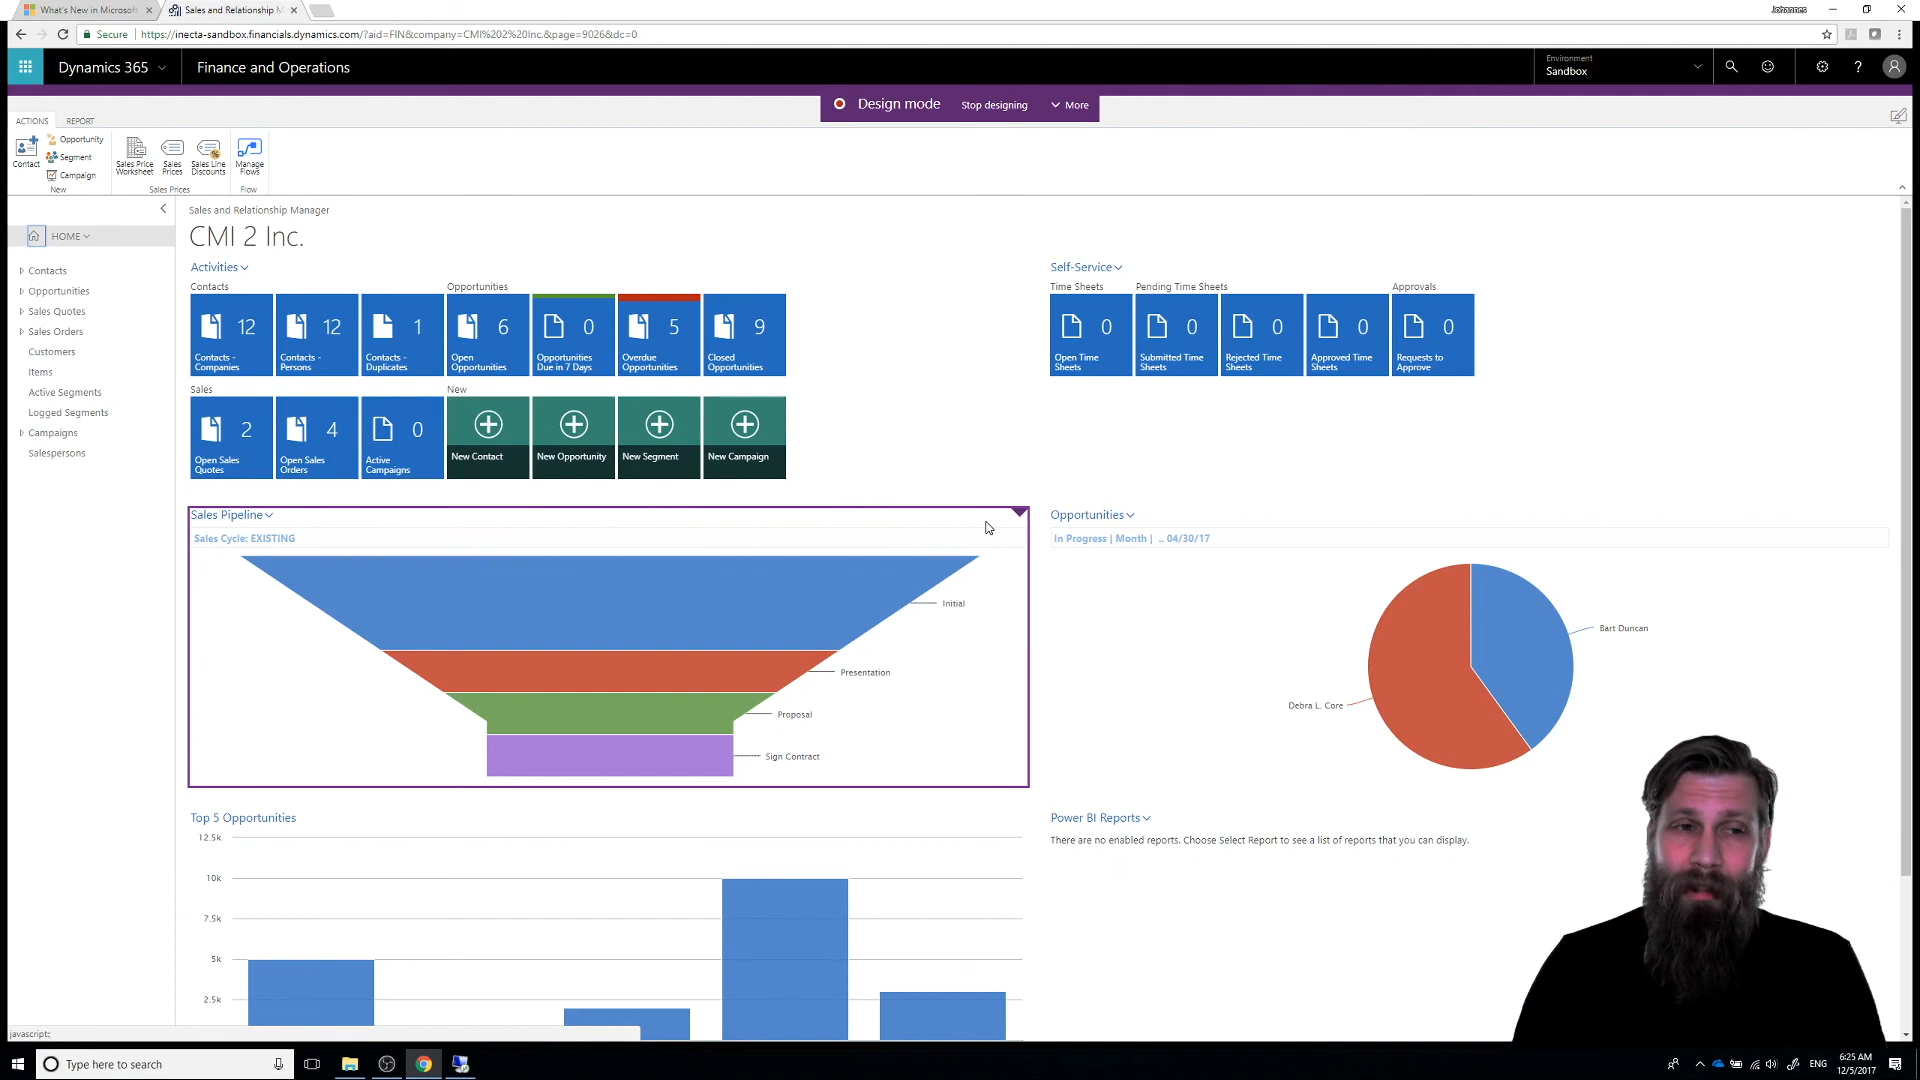 What's New in Microsoft
Sales and Relationship M
Johannes
Secure
https://inecta-sandbox.financials.dynamics.com/?aid=FIN&company=CMI%202%20Inc.&page=9026&dc=0
Dynamics 365
Finance and Operations
Environment
Sandbox
Design mode
Stop designing
More
ACTIONS
REPORT
Contact
Opportunity
Segment
Campaign
New
Sales Price
Worksheet
Sales
Prices
Sales Line
Discounts
Sales Prices
Manage
Flows
Flow
HOME
Contacts
Opportunities
Sales Quotes
Sales Orders
Customers
Items
Active Segments
Logged Segments
Campaigns
Salespersons
Sales and Relationship Manager
CMI 2 Inc.
Activities
Contacts
Opportunities
12
Contacts -
Companies
12
Contacts -
Persons
1
Contacts -
Duplicates
6
Open
Opportunities
0
Opportunities
Due in 7 Days
5
Overdue
Opportunities
9
Closed
Opportunities
Sales
New
2
Open Sales
Quotes
4
Open Sales
Orders
0
Active
Campaigns
New Contact
New Opportunity
New Segment
New Campaign
Self-Service
Time Sheets
Pending Time Sheets
Approvals
0
Open Time
Sheets
0
Submitted Time
Sheets
0
Rejected Time
Sheets
0
Approved Time
Sheets
0
Requests to
Approve
Sales Pipeline
Sales Cycle: EXISTING
Initial
Presentation
Proposal
Sign Contract
Opportunities
In Progress | Month | .. 04/30/17
Bart Duncan
Debra L. Core
Top 5 Opportunities
12.5k
10k
7.5k
5k
2.5k
Power BI Reports
There are no enabled reports. Choose Select Report to see a list of reports that you can display.
javascript:
Type here to search
ENG
6:25 AM
12/5/2017